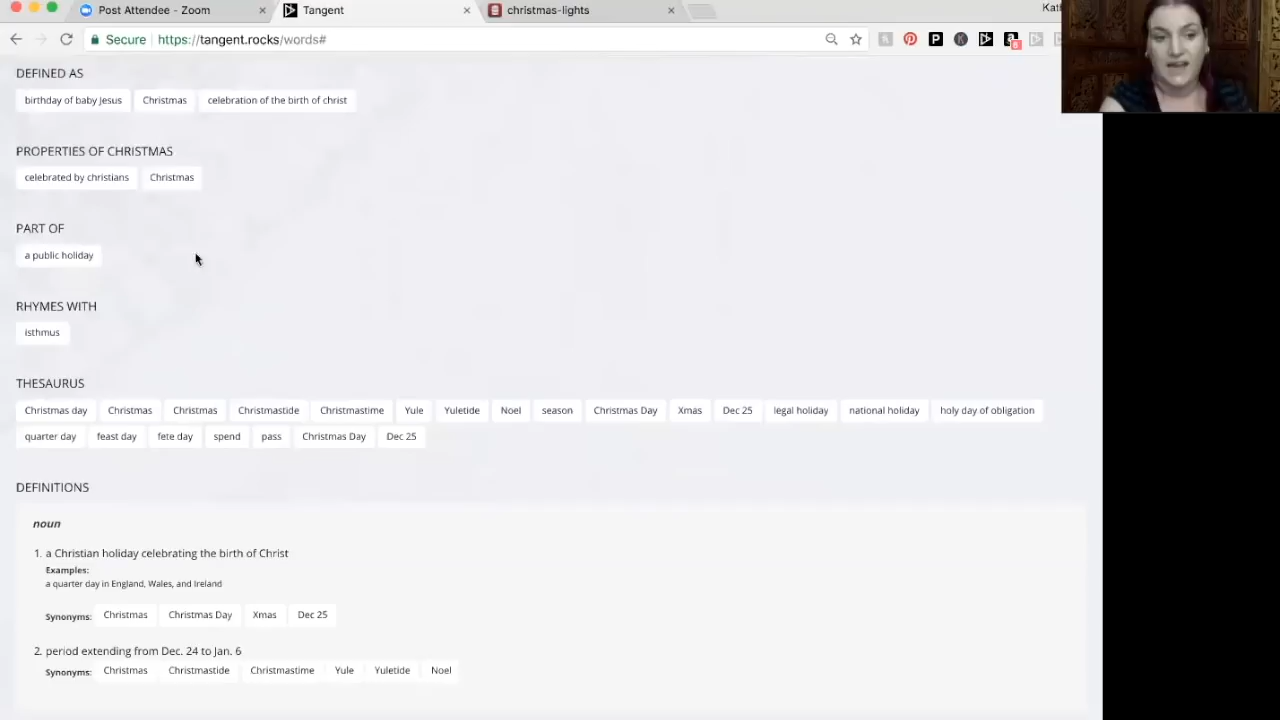 Post Attendee - Zoom
Tangent
christmas-lights
Kat
Secure https://tangent.rocks/words#
DEFINED AS
birthday of baby Jesus Christmas celebration of the birth of christ
PROPERTIES OF CHRISTMAS
celebrated by christians Christmas
PART OF
a public holiday
RHYMES WITH
isthmus
THESAURUS
Christmas day Christmas Christmas Christmastide Christmastime Yule Yuletide Noel season Christmas Day Xmas Dec 25 legal holiday national holiday holy day of obligation
quarter day feast day fete day spend pass Christmas Day Dec 25
DEFINITIONS
noun
1. a Christian holiday celebrating the birth of Christ
Examples:
a quarter day in England, Wales, and Ireland
Synonyms: Christmas Christmas Day Xmas Dec 25
2. period extending from Dec. 24 to Jan. 6
Synonyms: Christmas Christmastide Christmastime Yule Yuletide Noel